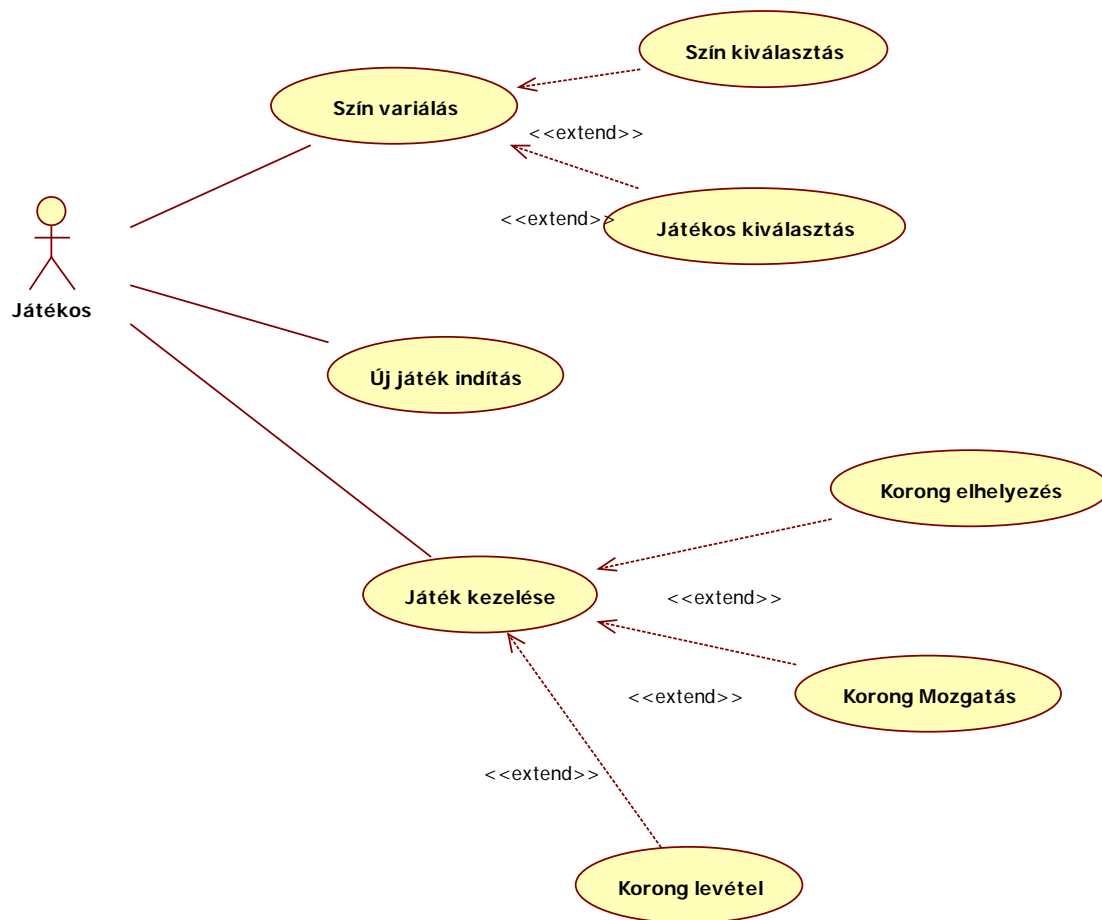 Szín kiválasztás
Szín variálás
<<extend>>
<<extend>>
Játékos kiválasztás
Játékos
Új játék indítás
Korong elhelyezés
Játék kezelése
<<extend>>
Korong Mozgatás
<<extend>>
<<extend>>
Korong levétel